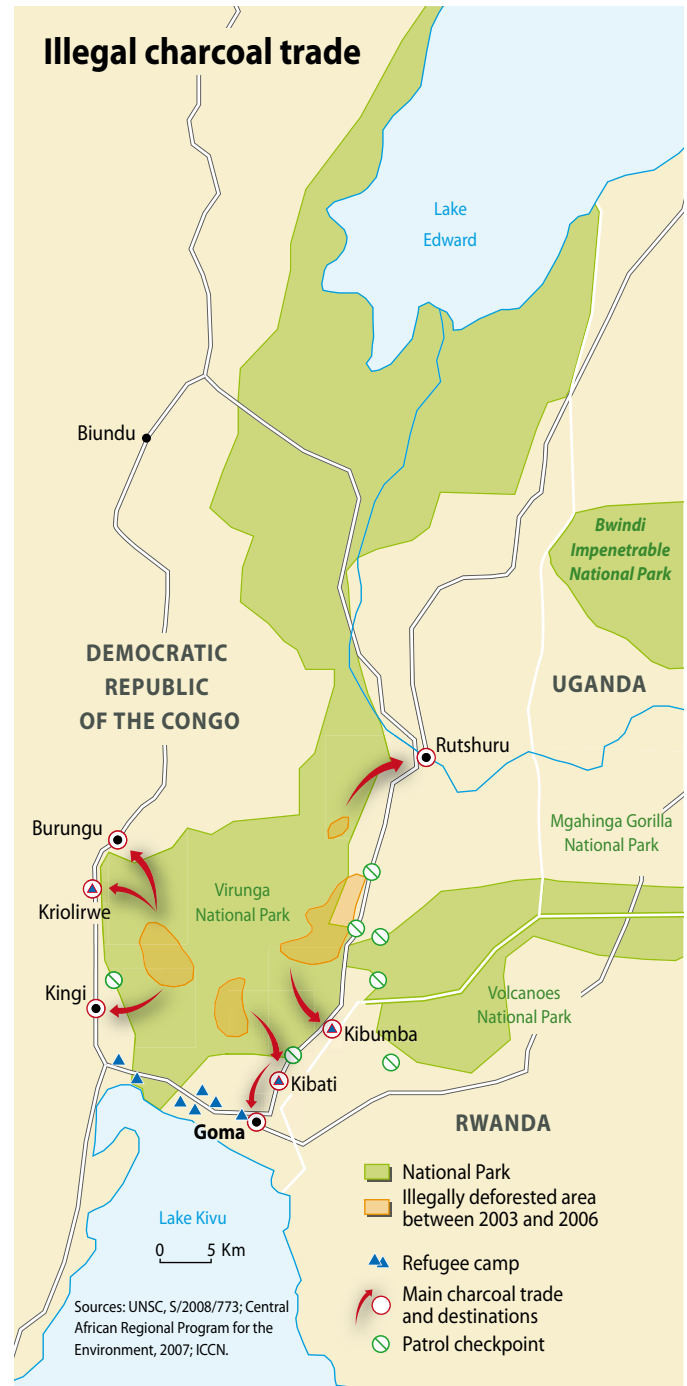 Illegal charcoal trade
Lake
Edward
Biundu
Bwindi
Impenetrable
National Park
DEMOCRATIC
REPUBLIC
OF THE CONGO
UGANDA
Rutshuru
Burungu
Mgahinga Gorilla
National Park
Virunga
National Park
Kriolirwe
Kingi
Volcanoes
National Park
Kibumba
Kibati
Goma
RWANDA
National Park
Illegally deforested area
between 2003 and 2006
Lake Kivu
0 5 Km
Refugee camp
Main charcoal trade
and destinations
Patrol checkpoint
Sources: UNSC, S/2008/773; Central
African Regional Program for the
Environment, 2007; ICCN.